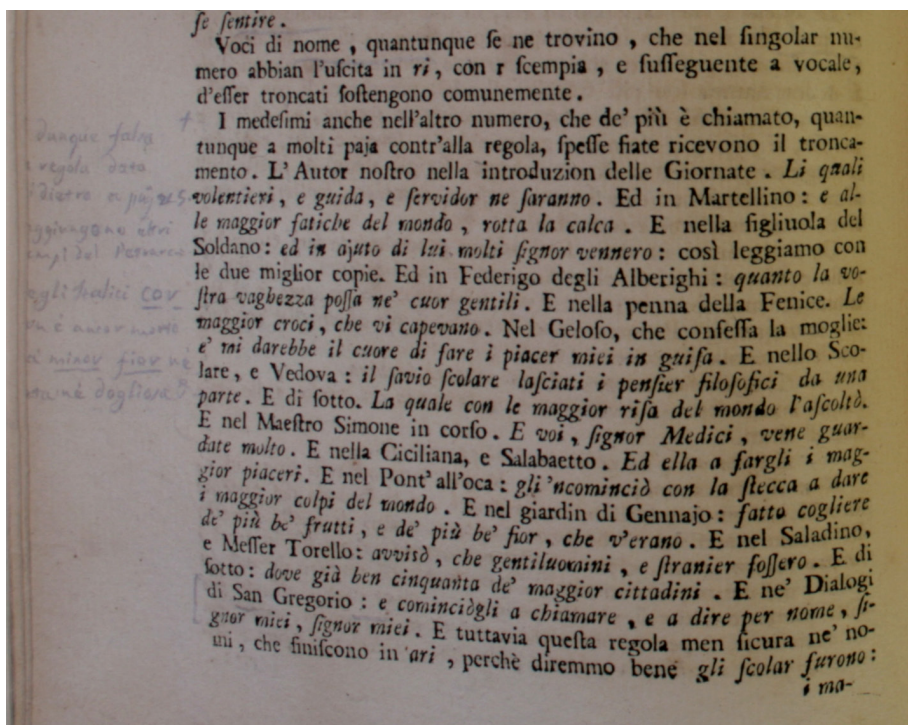 ſe ſentire.
Voci di nome, quantunque ſe ne trovino, che nel ſingolar nu-
mero abbian l'uſcita in ri, con r ſcempia, e ſuſſeguente a vocale,
d'eſſer troncati ſoſtengono comunemente.
I medeſimi anche nell'altro numero, che de' più è chiamato, quan-
tunque a molti paja contr'alla regola, ſpeſſe fiate ricevono il tronca-
mento. L'Autor noſtro nella introduzion delle Giornate. Li quali
volentieri, e guida, e ſervidor ne ſaranno. Ed in Martellino: e al-
le maggior fatiche del mondo, rotta la calca. E nella figliuola del
Soldano: ed in ajuto di lui molti ſignor vennero: così leggiamo con
le due miglior copie. Ed in Federigo degli Alberighi: quanto la vo-
ſtra vaghezza poſſa ne' cuor gentili. E nella penna della Fenice. Le
maggior croci, che vi capevano. Nel Geloſo, che confeſſa la moglie:
e' mi darebbe il cuore di fare i piacer miei in guiſa. E nello Sco-
lare, e Vedova: il ſavio ſcolare laſciati i penſier filoſofici da una
parte. E di ſotto. La quale con le maggior riſa del mondo l'aſcoltò.
E nel Maeſtro Simone in corſo. E voi, ſignor Medici, vene guar-
date molto. E nella Ciciliana, e Salabaetto. Ed ella a fargli i mag-
gior piaceri. E nel Pont'all'oca: gli 'ncominciò con la ſtecca a dare
i maggior colpi del mondo. E nel giardin di Gennajo: fatto cogliere
de' più be' frutti, e de' più be' fior, che v'erano. E nel Saladino,
e Meſſer Torello: avvisò, che gentiluomini, e ſtranier foſſero. E di
ſotto: dove già ben cinquanta de' maggior cittadini. E ne' Dialogi
di San Gregorio: e cominciògli a chiamare, e a dire per nome, ſi-
gnor miei, ſignor miei. E tuttavia queſta regola men ſicura ne' no-
mi, che finiſcono in ari, perchè diremmo bene gli ſcolar furono:
i ma-
dunque falsa
regola data
dietro a
altri
del Petrarca
cor
minor fior ne